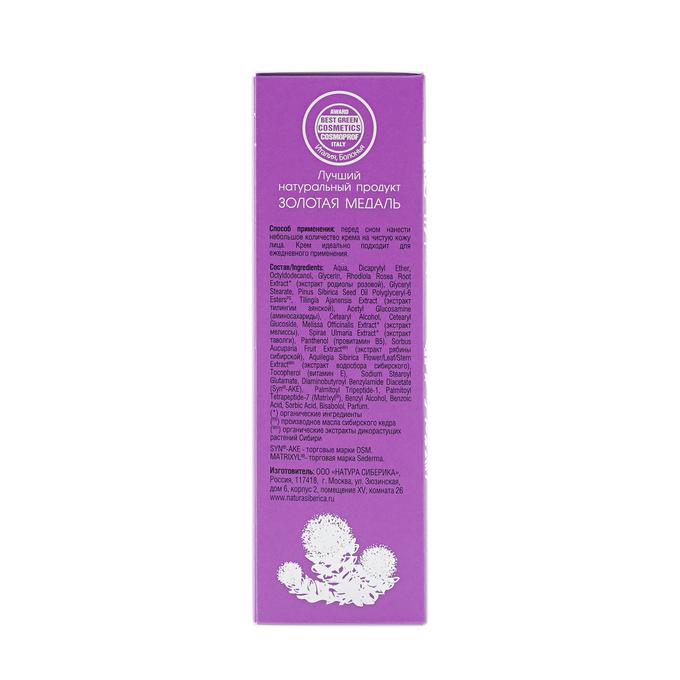 AWARD
BEST GREEN
COSMETICS
COSMOPROF
ITALY
Италия, Болонья
Лучший
натуральный продукт
ЗОЛОТАЯ МЕДАЛЬ
Способ применения: перед сном нанести
небольшое количество крема на чистую кожу
лица. Крем идеально подходит для
ежедневного применения.
Состав/Ingredients: Aqua, Dicaprylyl Ether,
Octyldodecanol, Glycerin, Rhodiola Rosea Root
Extract* (экстракт родиолы розовой), Glyceryl
Stearate, Pinus Sibirica Seed Oil Polyglyceryl-6
Esters, Tilingia Ajanensis Extract (экстракт
тилингии аянской), Acetyl Glucosamine
(аминосахариды), Cetearyl Alcohol, Cetearyl
Glucoside, Melissa Officinalis Extract* (экстракт
мелиссы), Spirae Ulmaria Extract* (экстракт
таволги), Panthenol (провитамин B5), Sorbus
Aucuparia Fruit Extract (экстракт рябины
сибирской), Aquilegia Sibirica Flower/Leaf/Stem
Extract (экстракт водосбора сибирского),
Tocopherol (витамин E), Sodium Stearoyl
Glutamate, Diaminobutyroyl Benzylamide Diacetate
(Syn®-AKE), Palmitoyl Tripeptide-1, Palmitoyl
Tetrapeptide-7 (Matrixyl®), Benzyl Alcohol, Benzoic
Acid, Sorbic Acid, Bisabolol, Parfum.
(*) органические ингредиенты
производное масла сибирского кедра
органические экстракты дикорастущих
растений Сибири
SYN®-AKE - торговые марки DSM.
MATRIXYL®- торговая марка Sederma.
Изготовитель: ООО «НАТУРА СИБЕРИКА»,
Россия, 117418, г. Москва, ул. Зюзинская,
дом 6, корпус 2, помещение XV, комната 26
www.naturasiberica.ru